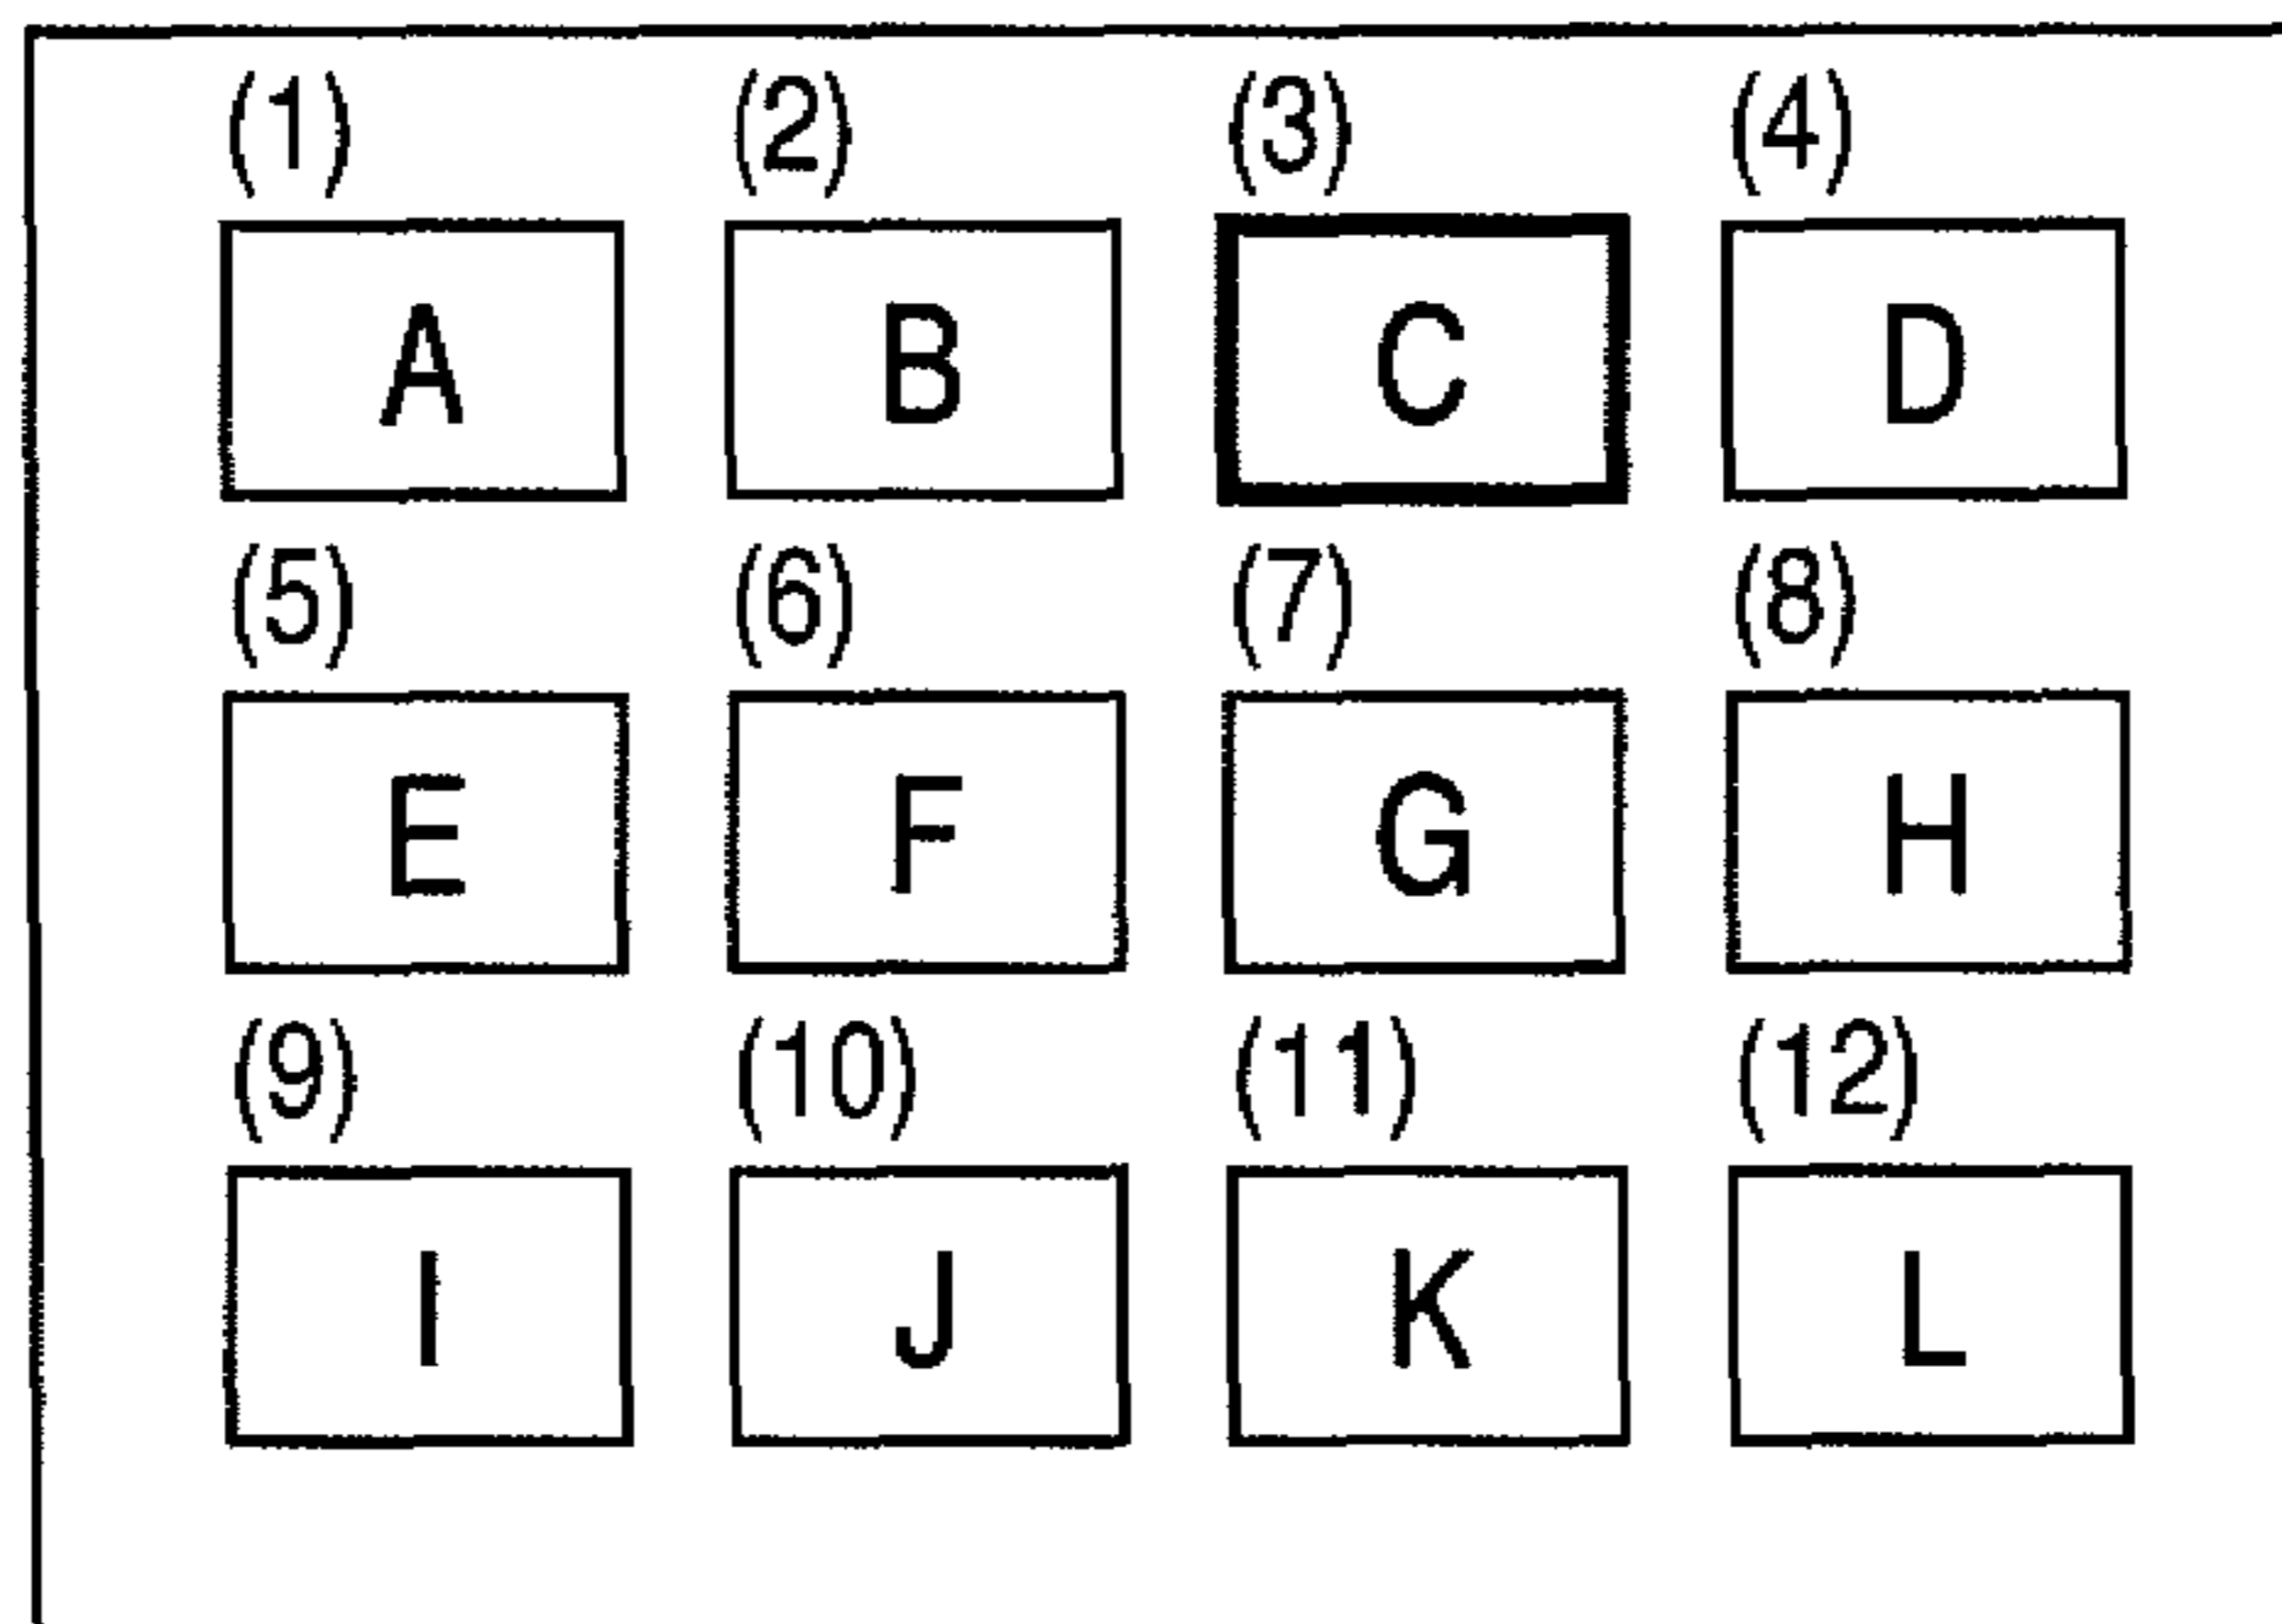 (1) (2) (3) (4)
A B C D
(5) (6) (7) (8)
E F G H
(9) (10) (11) (12)
I J K L